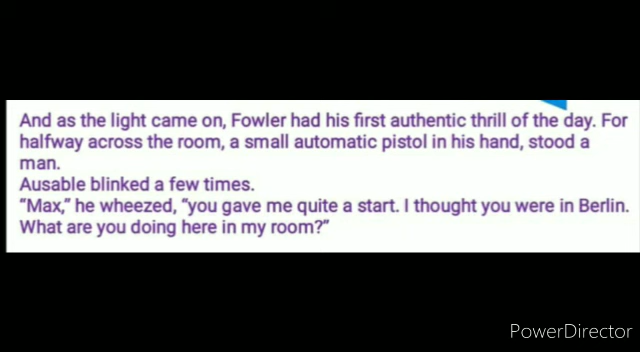 And as the light came on, Fowler had his first authentic thrill of the day. For
halfway across the room, a small automatic pistol in his hand, stood a
man.
Ausable blinked a few times.
“Max,” he wheezed, “you gave me quite a start. I thought you were in Berlin.
What are you doing here in my room?”
PowerDirector